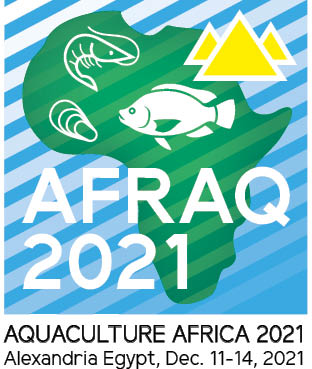 AFRAQ
2021
AQUACULTURE AFRICA 2021
Alexandria Egypt, Dec. 11-14, 2021